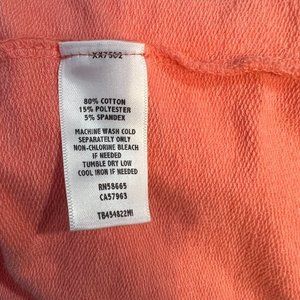 XX7502
80% COTTON
15% POLYESTER
5% SPANDEX
MACHINE WASH COLD
SEPARATELY ONLY
NON-CHLORINE BLEACH
IF NEEDED
TUMBLE DRY LOW
COOL IRON IF NEEDED
RN58665
CA57963
TB454822MI